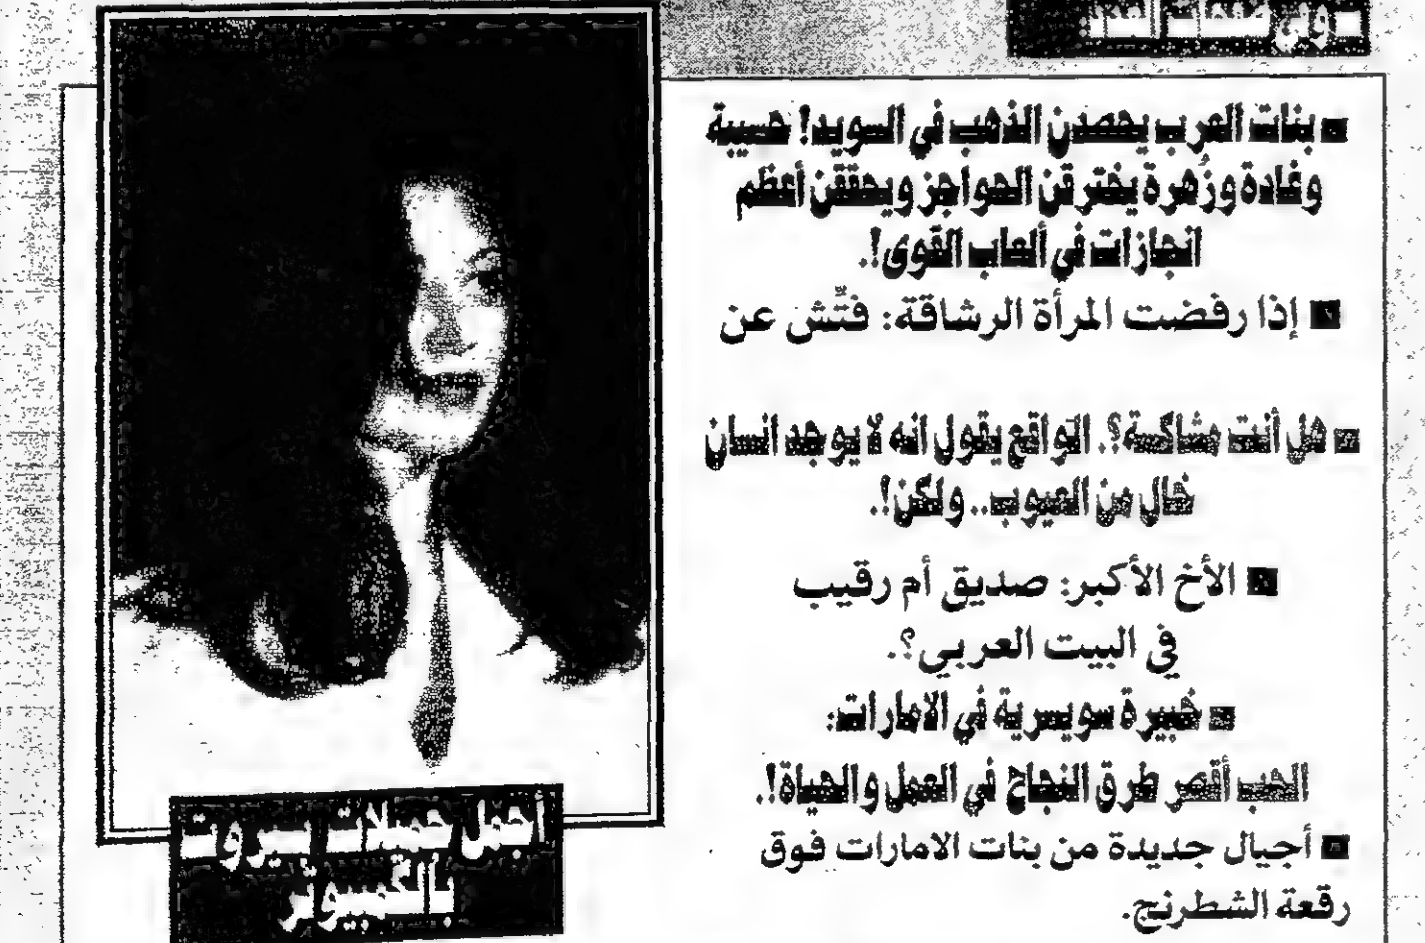 وفي صفحات العدد:
■ بنات العرب يحصدن الذهب في السويد! حسيبة
وغادة وزُهرة يخترقن الحواجز ويحققن أعظم
انجازات في ألعاب القوى!.
■ إذا رفضت المرأة الرشاقة: فتّش عن
■ هل أنت مشاكسة؟. الواقع يقول انه لا يوجد انسان
خال من العيوب.. ولكن!.
■ الأخ الأكبر: صديق أم رقيب
في البيت العربي؟.
■ خبيرة سويسرية في الامارات:
الحب أقصر طرق النجاح في العمل والحياة!.
■ أجيال جديدة من بنات الامارات فوق
رقعة الشطرنج.
أجمل جميلات بيروت
بالكمبيوتر